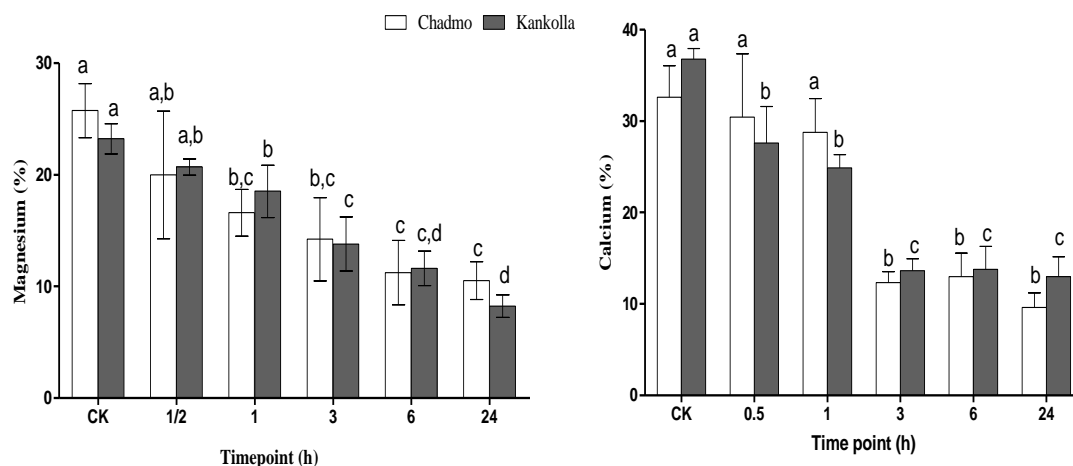 Chadmo Kankolla
Magnesium (%)
30
20
10
0
a
a
a,b
a,b
b,c
b
b,c
c
c
c,d
c
d
CK 1/2 1 3 6 24
Timepoint (h)
Calcium (%)
40
30
20
10
0
a
a
a
b
a
b
b
c
b
c
b
c
CK 0.5 1 3 6 24
Time point (h)